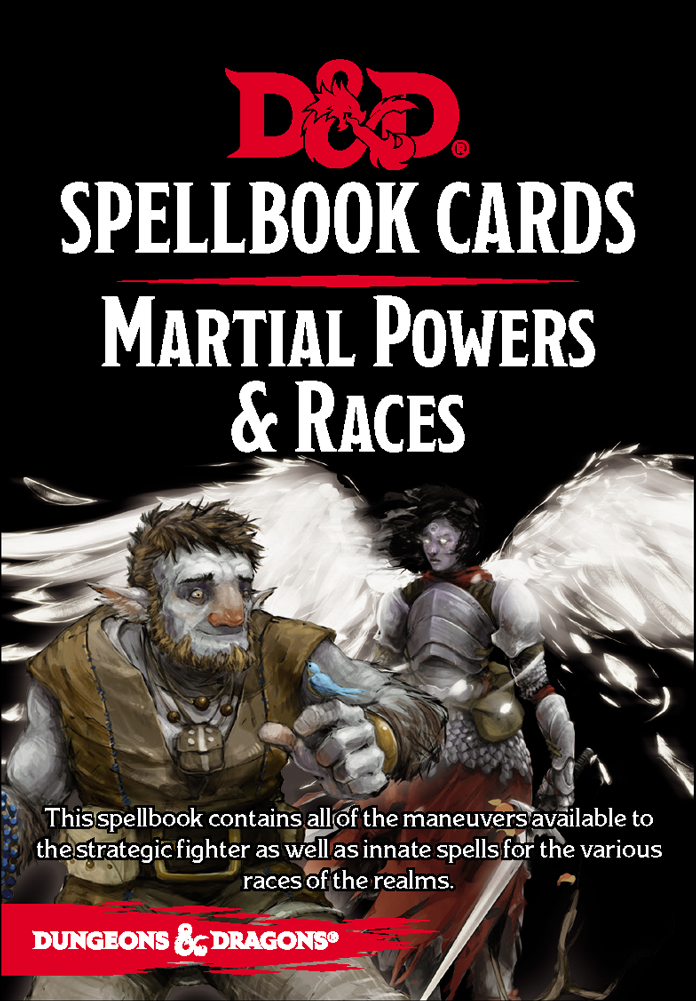 D&D®
SPELLBOOK CARDS
MARTIAL POWERS
& RACES
This spellbook contains all of the maneuvers available to
the strategic fighter as well as innate spells for the various
races of the realms.
DUNGEONS & DRAGONS®